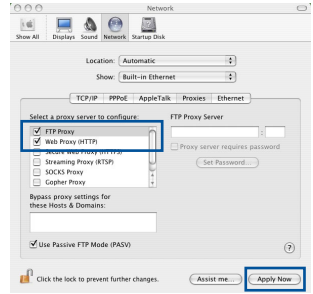 Network
Show All Displays Sound Network Startup Disk
Location: Automatic
Show: Built-in Ethernet
TCP/IP PPPoE AppleTalk Proxies Ethernet
Select a proxy server to configure:
FTP Proxy Server
FTP Proxy
Web Proxy (HTTP)
Secure Web Proxy (HTTPS)
Streaming Proxy (RTSP)
SOCKS Proxy
Gopher Proxy
:
Proxy server requires password
Set Password...
Bypass proxy settings for
these Hosts & Domains:
Use Passive FTP Mode (PASV)
?
Click the lock to prevent further changes.
Assist me...
Apply Now